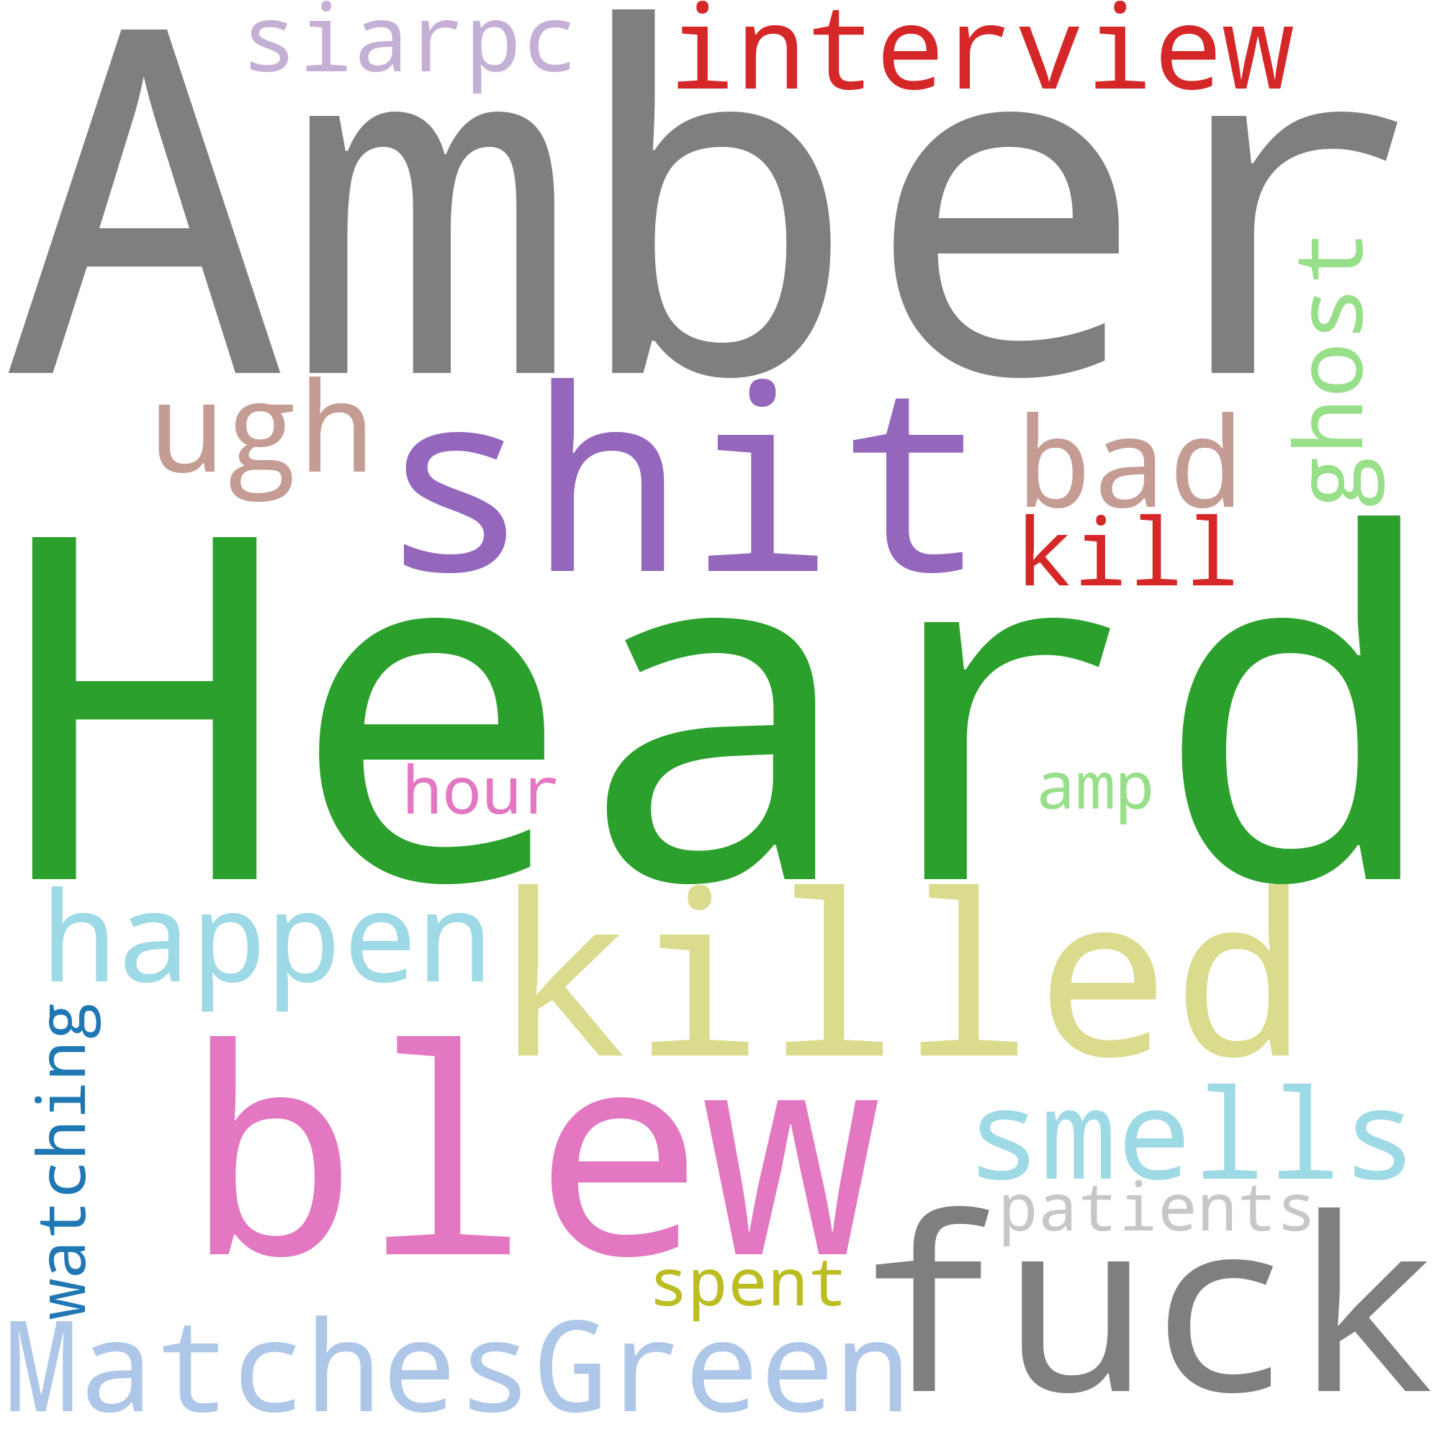 siarpc interview
Amber
ghost
ugh shit bad
kill
Heard
hour amp
happen killed
watching
blew smells
patients
spent fuck
MatchesGreen